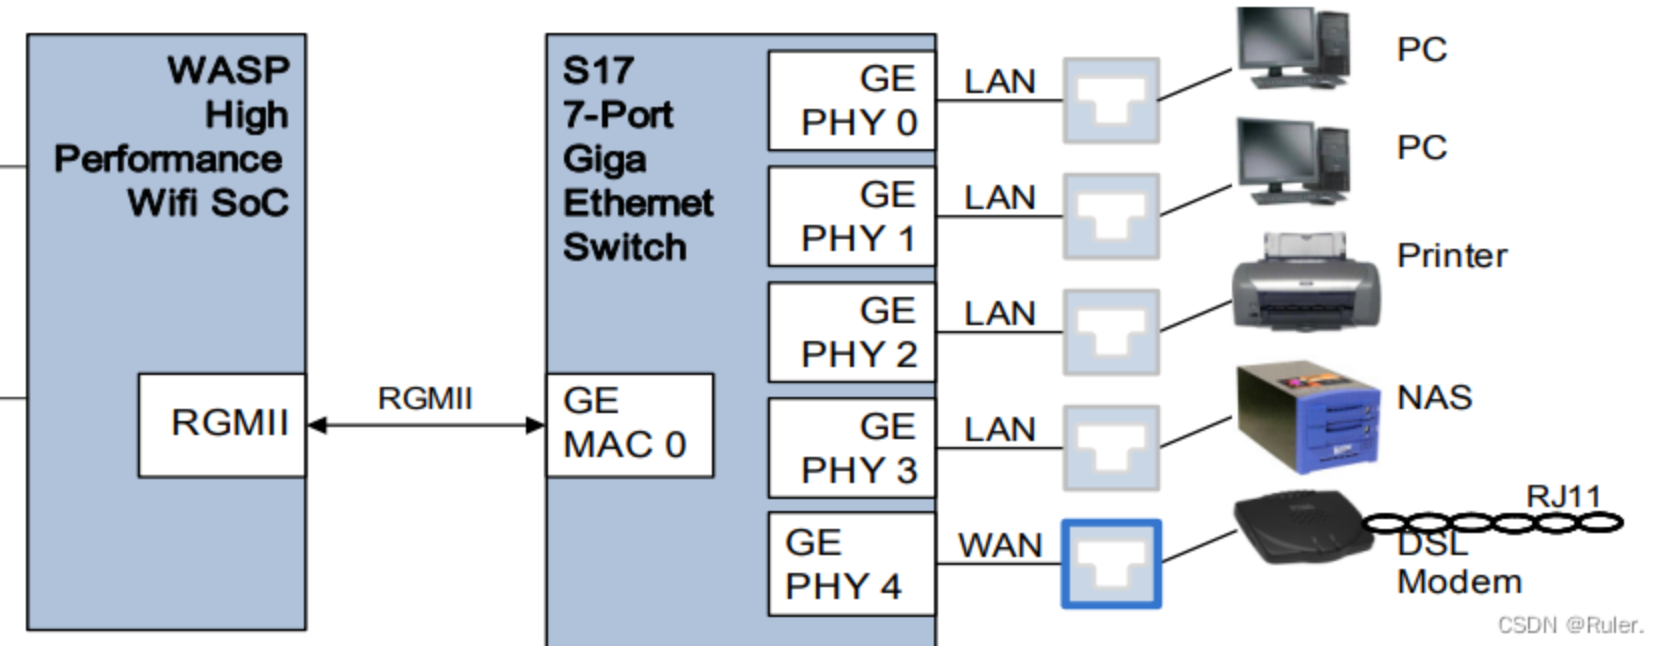 WASP
High
Performance
Wifi SoC
RGMII
RGMII
S17
7-Port
Giga
Ethernet
Switch
GE
MAC 0
GE
PHY 0
LAN
PC
GE
PHY 1
LAN
PC
GE
PHY 2
LAN
Printer
GE
PHY 3
LAN
NAS
GE
PHY 4
WAN
RJ11
DSL
Modem
CSDN @Ruler.